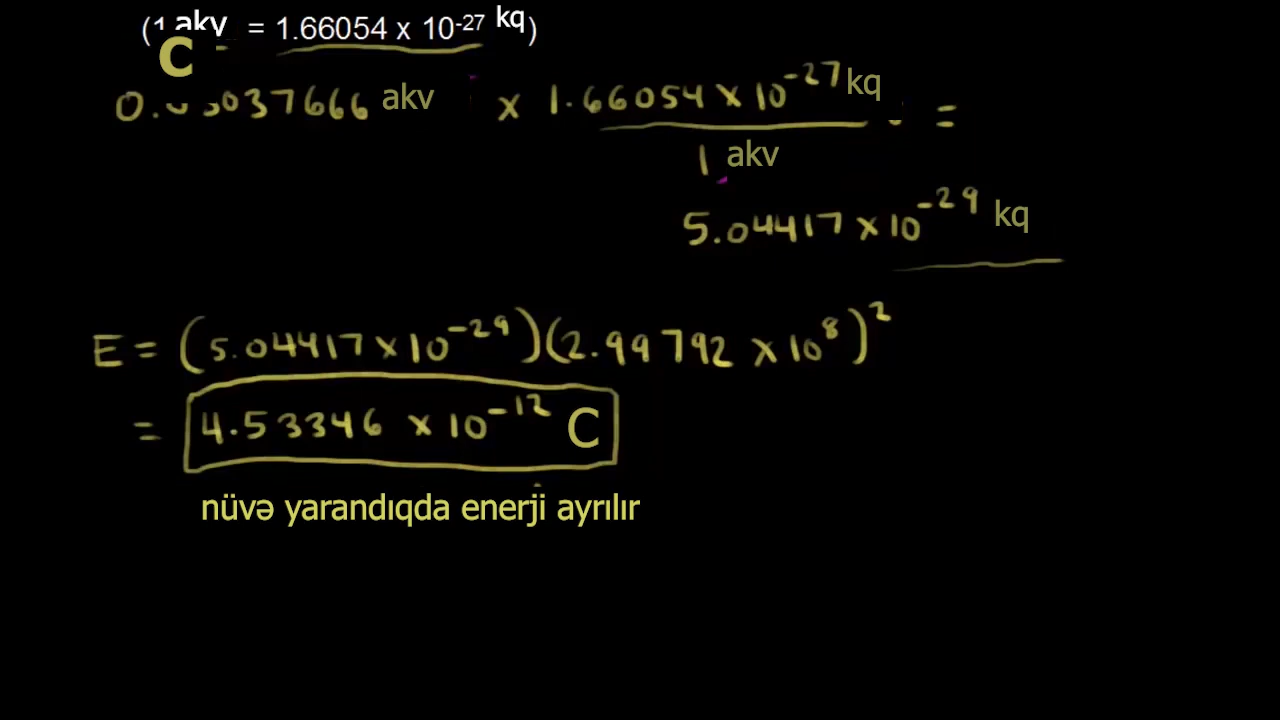 (1 akv = 1.66054 x 10⁻²⁷ kq)
C
037666 akv x 1.66054 x 10⁻²⁷ kq =
1 akv
5.04417 x 10⁻²⁹ kq
E = (5.04417 x 10⁻²⁹)(2.99792 x 10⁸)²
= 4.53346 x 10⁻¹² C
nüvə yarandıqda enerji ayrılır